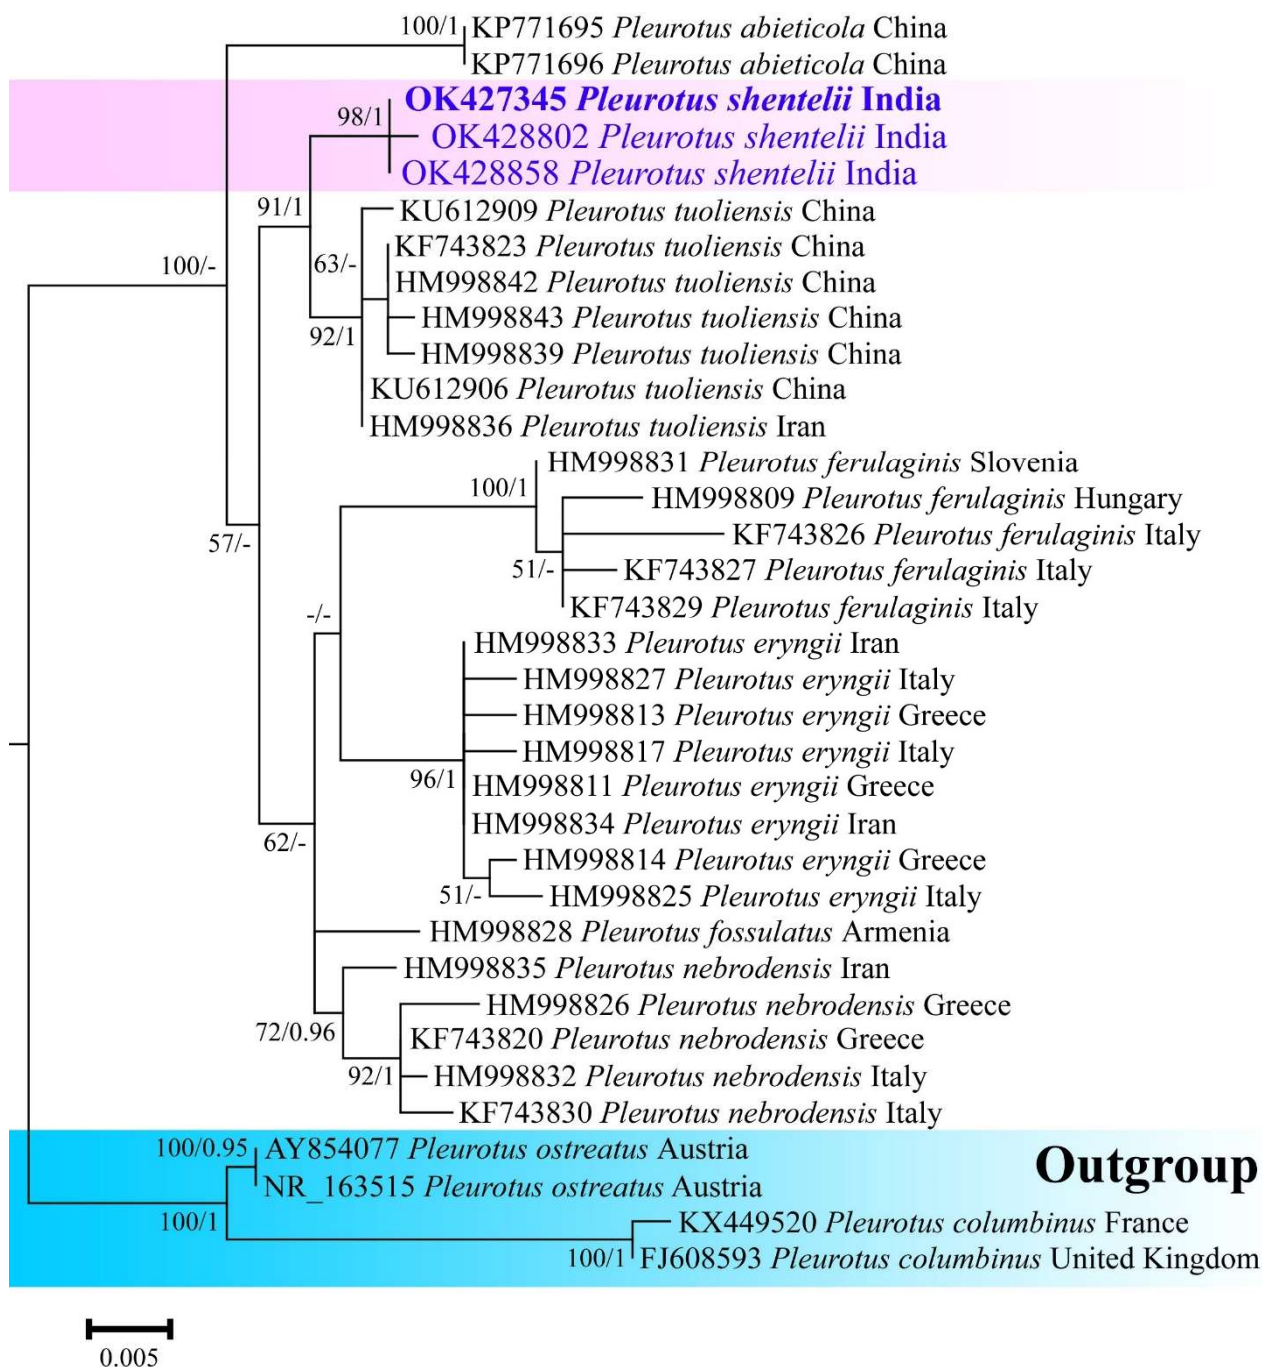 100/1 KP771695 Pleurotus abieticola China
KP771696 Pleurotus abieticola China
OK427345 Pleurotus shentelii India
98/1
OK428802 Pleurotus shentelii India
OK428858 Pleurotus shentelii India
91/1 KU612909 Pleurotus tuoliensis China
KF743823 Pleurotus tuoliensis China
100/- 63/-
HM998842 Pleurotus tuoliensis China
HM998843 Pleurotus tuoliensis China
92/1
HM998839 Pleurotus tuoliensis China
KU612906 Pleurotus tuoliensis China
HM998836 Pleurotus tuoliensis Iran
HM998831 Pleurotus ferulaginis Slovenia
100/1
HM998809 Pleurotus ferulaginis Hungary
KF743826 Pleurotus ferulaginis Italy
57/-
51/- KF743827 Pleurotus ferulaginis Italy
KF743829 Pleurotus ferulaginis Italy
-/-
HM998833 Pleurotus eryngii Iran
HM998827 Pleurotus eryngii Italy
HM998813 Pleurotus eryngii Greece
HM998817 Pleurotus eryngii Italy
96/1 HM998811 Pleurotus eryngii Greece
HM998834 Pleurotus eryngii Iran
62/-
HM998814 Pleurotus eryngii Greece
51/- HM998825 Pleurotus eryngii Italy
HM998828 Pleurotus fossulatus Armenia
HM998835 Pleurotus nebrodensis Iran
HM998826 Pleurotus nebrodensis Greece
72/0.96 KF743820 Pleurotus nebrodensis Greece
92/1 HM998832 Pleurotus nebrodensis Italy
KF743830 Pleurotus nebrodensis Italy
100/0.95 AY854077 Pleurotus ostreatus Austria
Outgroup
NR_163515 Pleurotus ostreatus Austria
100/1 KX449520 Pleurotus columbinus France
100/1 FJ608593 Pleurotus columbinus United Kingdom
0.005